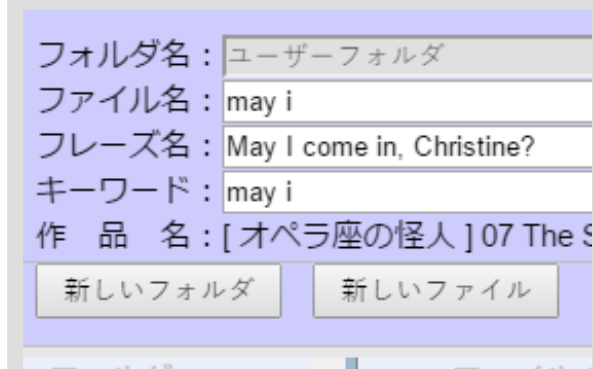 フォルダ名：ユーザーフォルダ
ファイル名：may i
フレーズ名：May I come in, Christine?
キーワード：may i
作 品 名：[ オペラ座の怪人 ] 07 The S
新しいフォルダ 新しいファイル